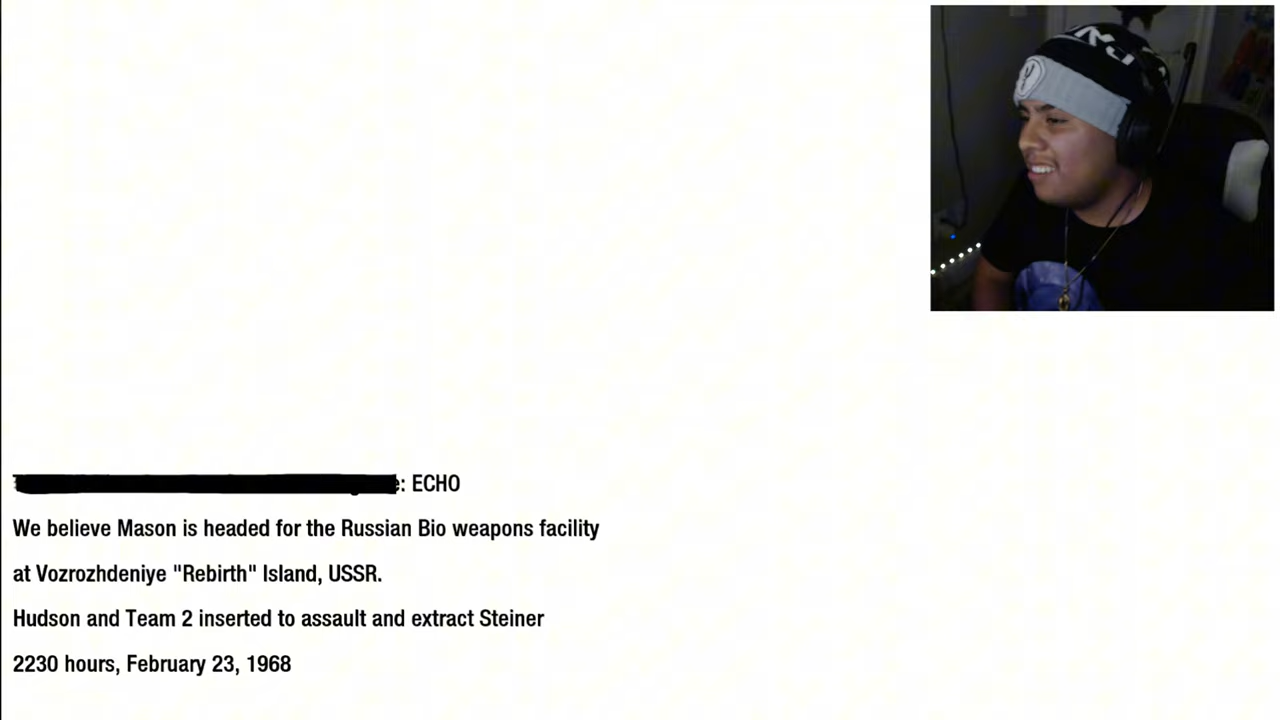 : ECHO
We believe Mason is headed for the Russian Bio weapons facility
at Vozrozhdeniye "Rebirth" Island, USSR.
Hudson and Team 2 inserted to assault and extract Steiner
2230 hours, February 23, 1968